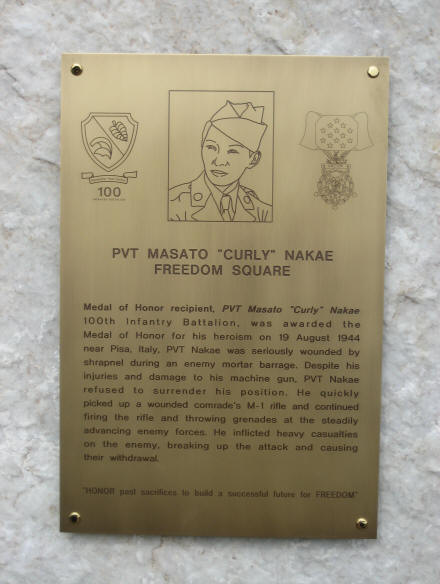 100
PVT MASATO "CURLY" NAKAE
FREEDOM SQUARE
Medal of Honor recipient, PVT Masato "Curly" Nakae
100th Infantry Battalion, was awarded the
Medal of Honor for his heroism on 19 August 1944
near Pisa, Italy, PVT Nakae was seriously wounded by
shrapnel during an enemy mortar barrage. Despite his
injuries and damage to his machine gun, PVT Nakae
refused to surrender his position. He quickly
picked up a wounded comrade's M-1 rifle and continued
firing the rifle and throwing grenades at the steadily
advancing enemy forces. He inflicted heavy casualties
on the enemy, breaking up the attack and causing
their withdrawal.
"HONOR past sacrifices to build a successful future for FREEDOM"